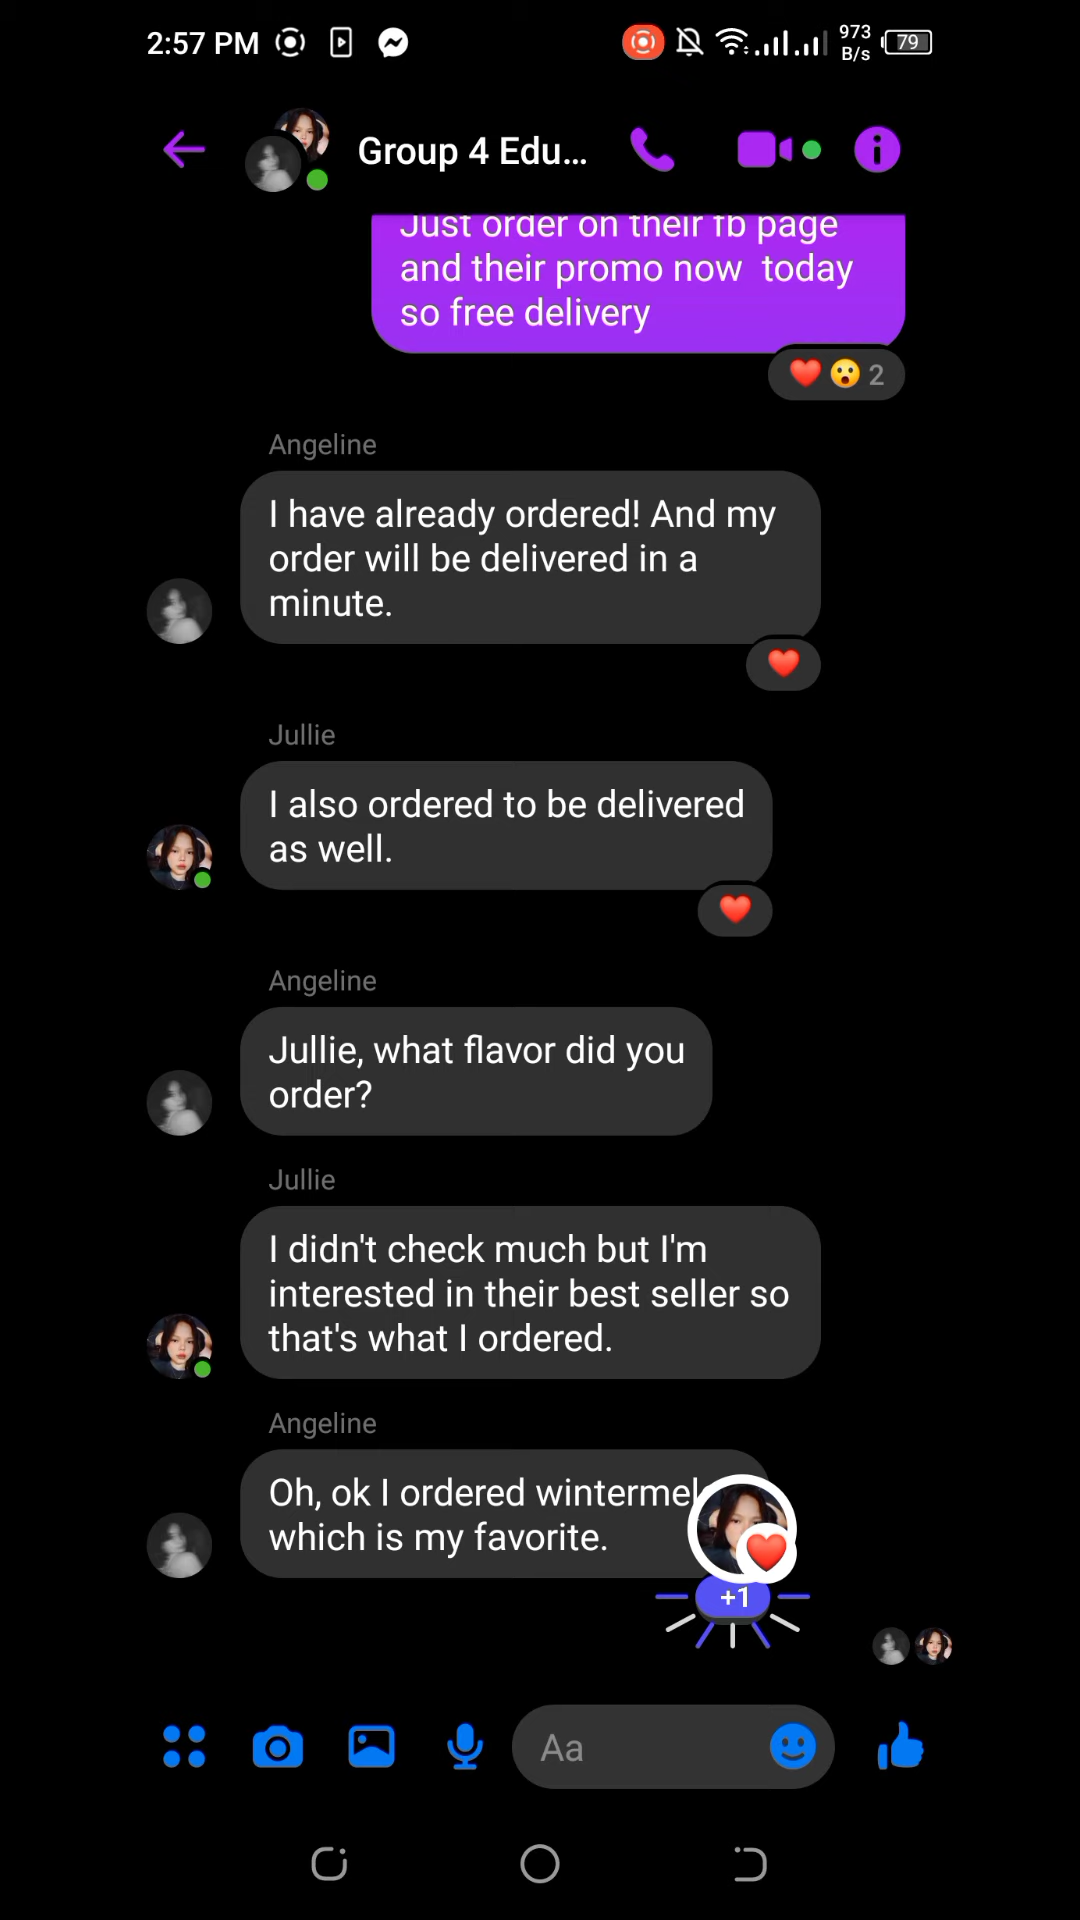 2:57 PM
973
B/s
79
Group 4 Edu...
Just order on their fb page
and their promo now today
so free delivery
2
Angeline
I have already ordered! And my
order will be delivered in a
minute.
Jullie
I also ordered to be delivered
as well.
Angeline
Jullie, what flavor did you
order?
Jullie
I didn't check much but I'm
interested in their best seller so
that's what I ordered.
Angeline
Oh, ok I ordered
which is my favorite.
+1
Aa